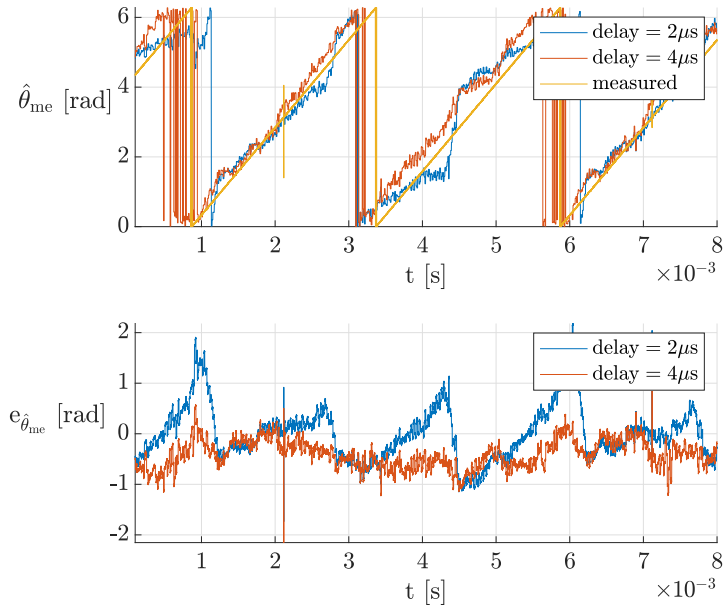 6
4
2
0
θ̂me [rad]
delay = 2μs
delay = 4μs
measured
1 2 3 4 5 6 7 8
t [s]
×10⁻³
2
1
0
-1
-2
eθ̂me [rad]
delay = 2μs
delay = 4μs
1 2 3 4 5 6 7 8
t [s]
×10⁻³